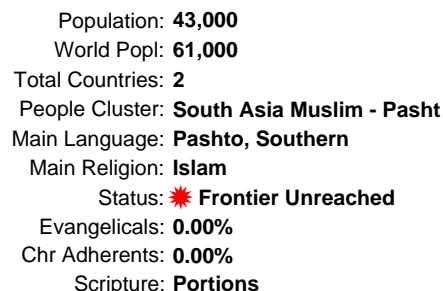 Population: 43,000
World Popl: 61,000
Total Countries: 2
People Cluster: South Asia Muslim - Pasht
Main Language: Pashto, Southern
Main Religion: Islam
Status: Frontier Unreached
Evangelicals: 0.00%
Chr Adherents: 0.00%
Scripture: Portions